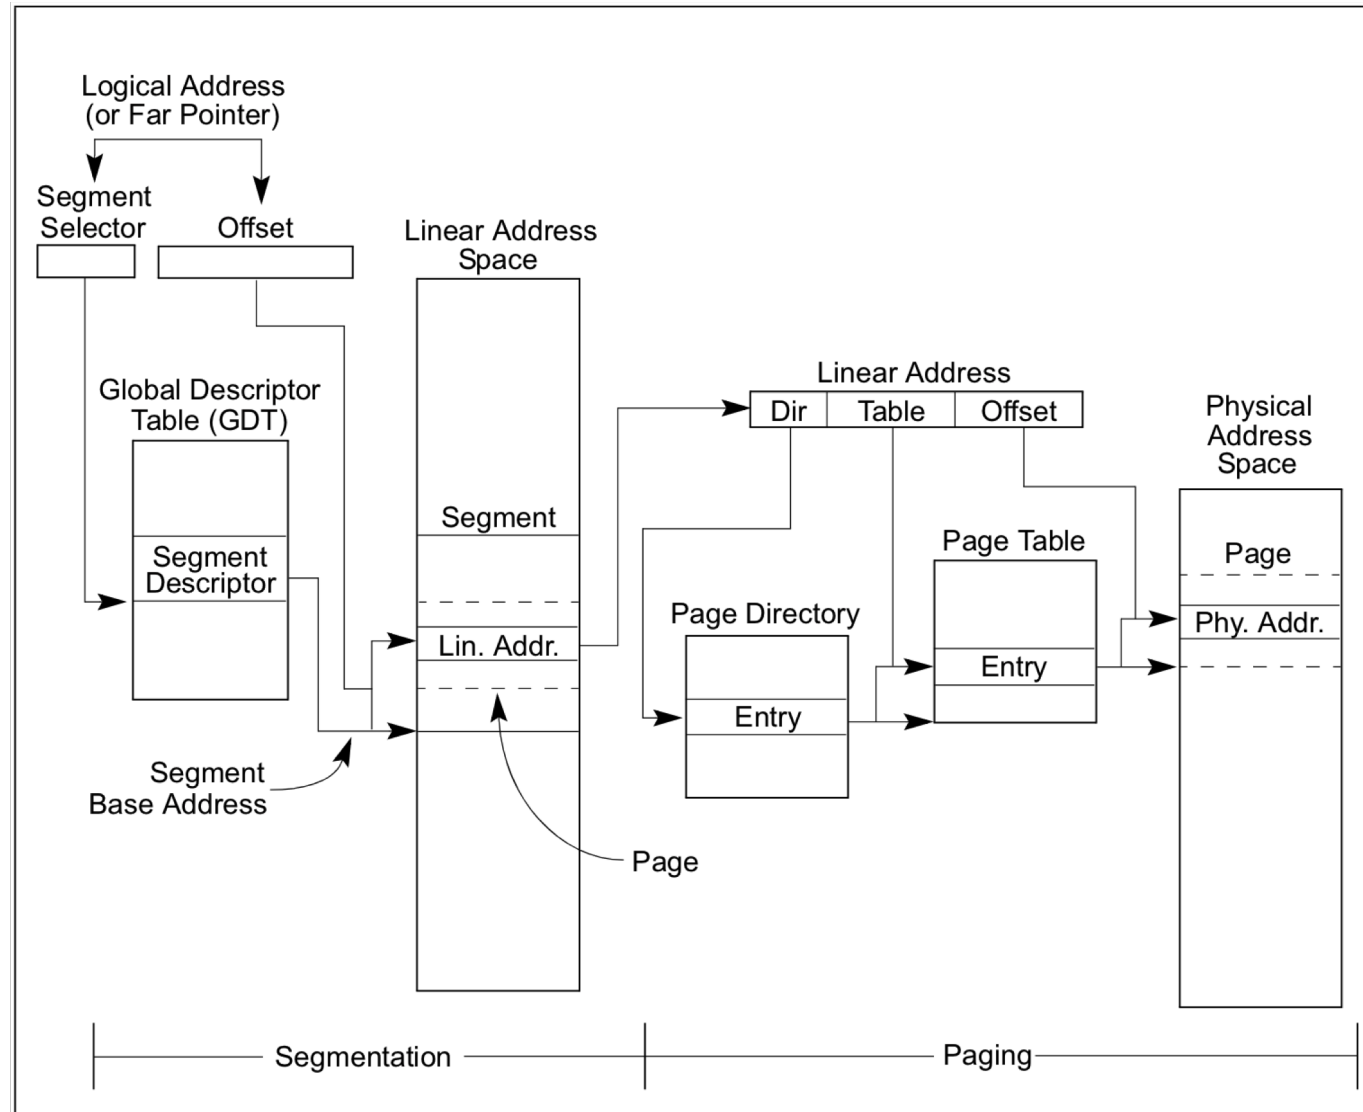 Logical Address
(or Far Pointer)
Segment
Selector
Offset
Linear Address
Space
Global Descriptor
Table (GDT)
Segment
Descriptor
Segment
Lin. Addr.
Segment
Base Address
Page
Linear Address
Dir
Table
Offset
Page Directory
Entry
Page Table
Entry
Physical
Address
Space
Page
Phy. Addr.
Segmentation
Paging